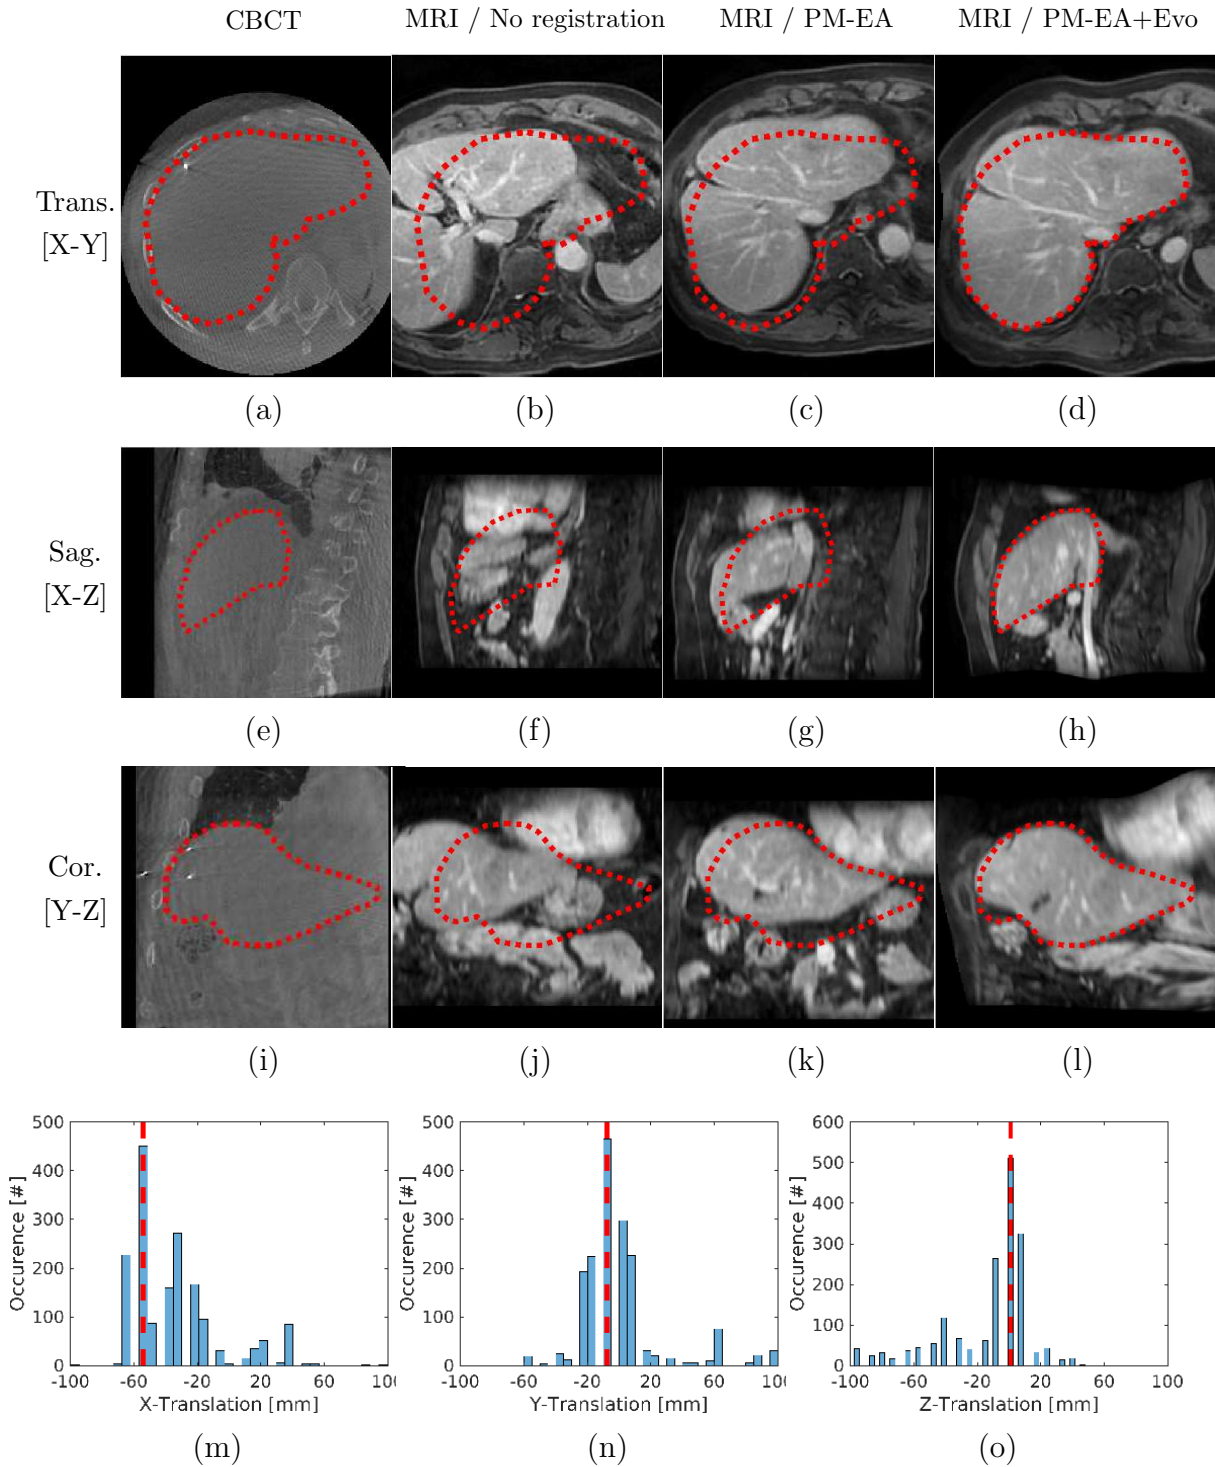 CBCT
MRI / No registration
MRI / PM-EA
MRI / PM-EA+Evo
Trans.
[X-Y]
(a)
(b)
(c)
(d)
Sag.
[X-Z]
(e)
(f)
(g)
(h)
Cor.
[Y-Z]
(i)
(j)
(k)
(l)
500
400
300
200
100
0
Occurence [#]
-100 -60 -20 20 60 100
X-Translation [mm]
(m)
500
400
300
200
100
0
Occurence [#]
-100 -60 -20 20 60 100
Y-Translation [mm]
(n)
600
500
400
300
200
100
0
Occurence [#]
-100 -60 -20 20 60 100
Z-Translation [mm]
(o)